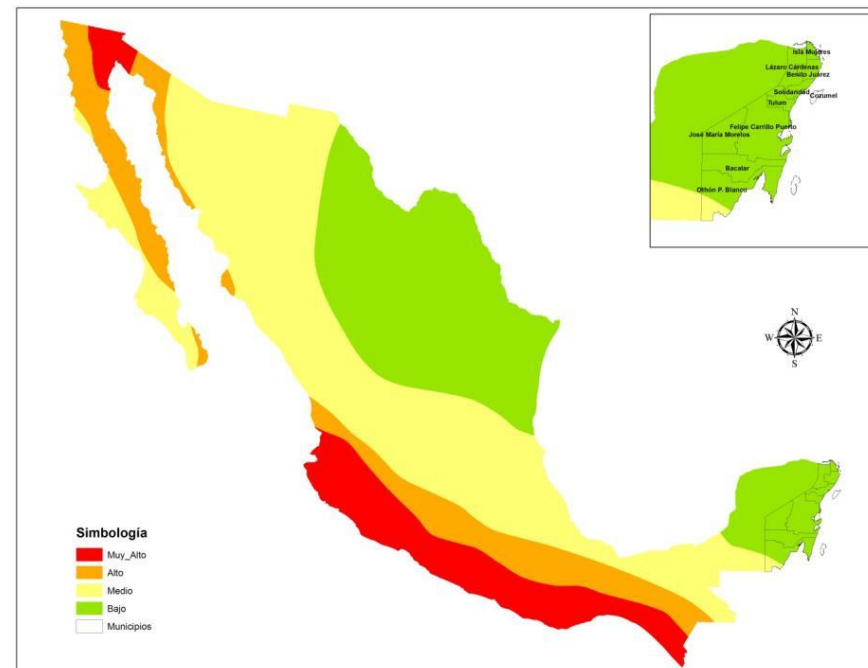 Isla Mujeres
Lázaro Cárdenas
Benito Juárez
Solidaridad
Cozumel
Tulum
Felipe Carrillo Puerto
José María Morelos
Bacalar
Othón P. Blanco
N
W E
S
Simbología
Muy_Alto
Alto
Medio
Bajo
Municipios